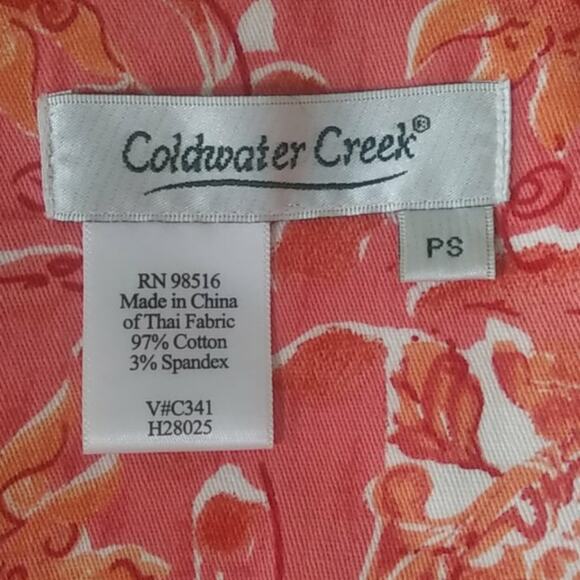 Coldwater Creek®
PS
RN 98516
Made in China
of Thai Fabric
97% Cotton
3% Spandex
V#C341
H28025